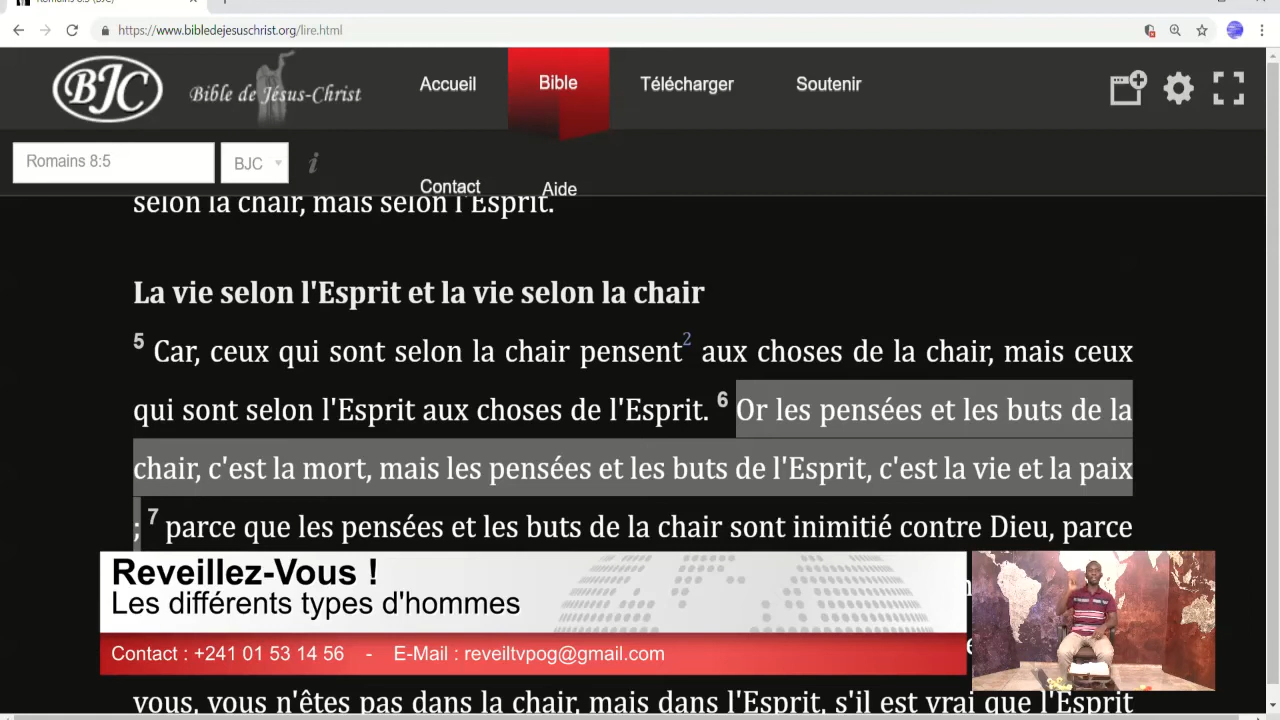 Romains 8:5 (BJC)
https://www.bibledejesuschrist.org/lire.html
BJC
Bible de Jésus-Christ
Accueil
Bible
Télécharger
Soutenir
Romains 8:5
BJC
i
Contact
Aide
selon la chair, mais selon l'Esprit.
La vie selon l'Esprit et la vie selon la chair
5 Car, ceux qui sont selon la chair pensent2 aux choses de la chair, mais ceux
qui sont selon l'Esprit aux choses de l'Esprit. 6 Or les pensées et les buts de la
chair, c'est la mort, mais les pensées et les buts de l'Esprit, c'est la vie et la paix
; 7 parce que les pensées et les buts de la chair sont inimitié contre Dieu, parce
Reveillez-Vous !
Les différents types d'hommes
Contact : +241 01 53 14 56 - E-Mail : reveiltvpog@gmail.com
vous, vous n'êtes pas dans la chair, mais dans l'Esprit, s'il est vrai que l'Esprit